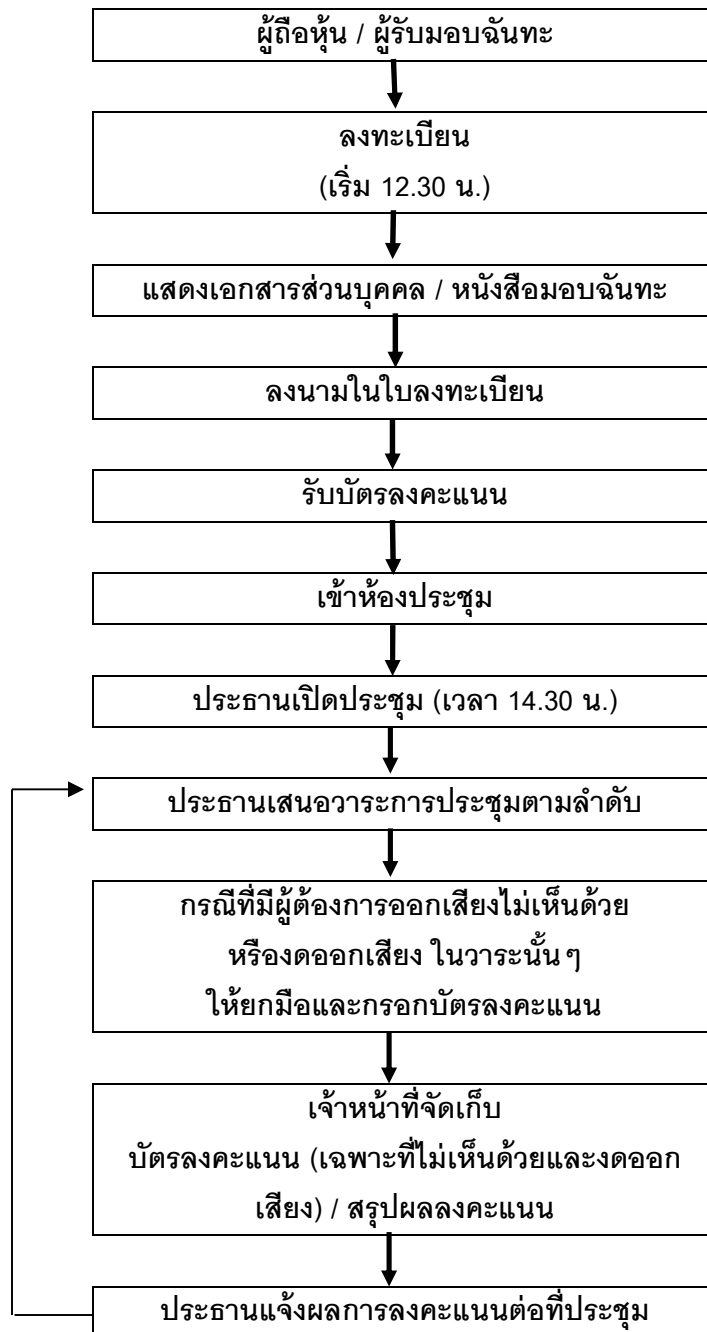 ผู้ถือหุ้น / ผู้รับมอบฉันทะ
ลงทะเบียน
(เริ่ม 12.30 น.)
แสดงเอกสารส่วนบุคคล / หนังสือมอบฉันทะ
ลงนามในใบลงทะเบียน
รับบัตรลงคะแนน
เข้าห้องประชุม
ประธานเปิดประชุม (เวลา 14.30 น.)
ประธานเสนอวาระการประชุมตามลำดับ
กรณีที่มีผู้ต้องการออกเสียงไม่เห็นด้วย
หรืองดออกเสียง ในวาระนั้น ๆ
ให้ยกมือและกรอกบัตรลงคะแนน
เจ้าหน้าที่จัดเก็บ
บัตรลงคะแนน (เฉพาะที่ไม่เห็นด้วยและงดออก
เสียง) / สรุปผลลงคะแนน
ประธานแจ้งผลการลงคะแนนต่อที่ประชุม